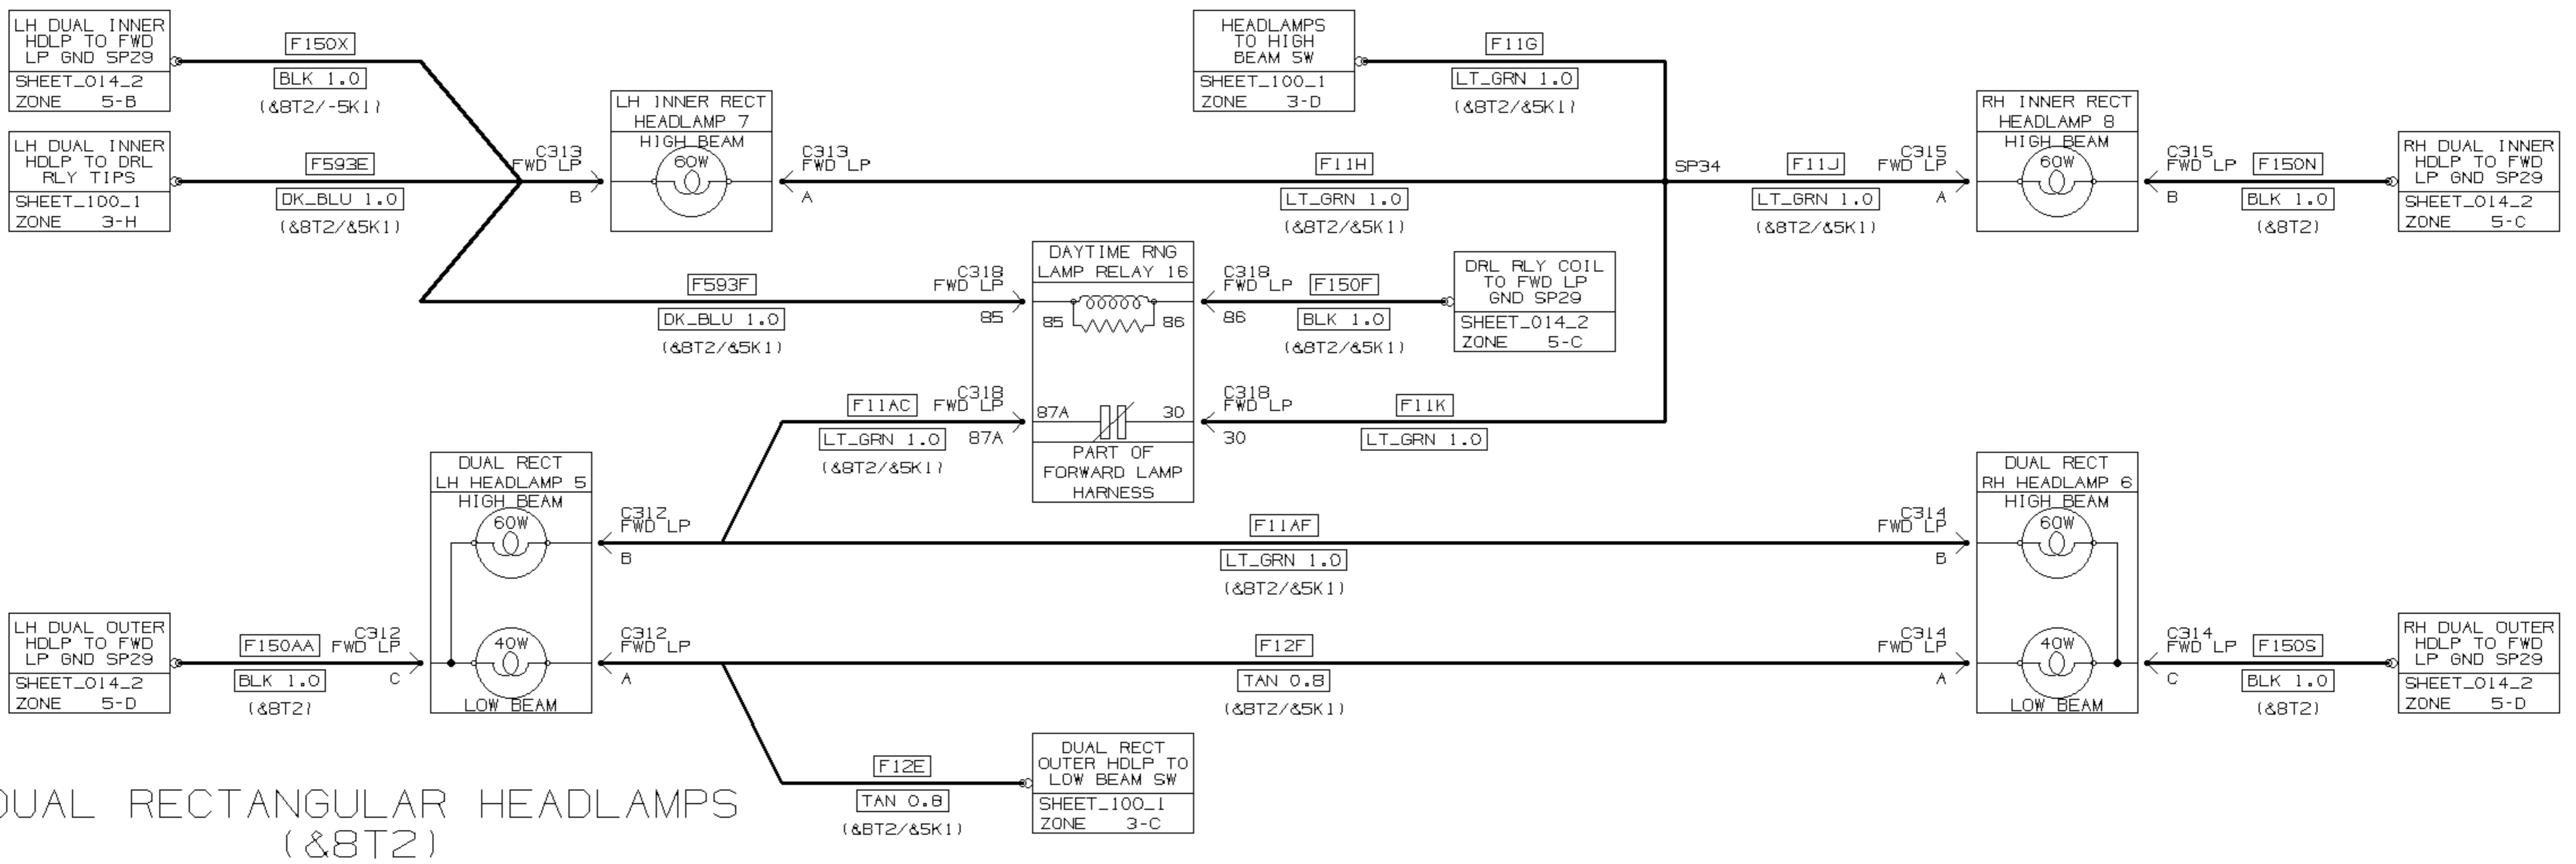 LH DUAL INNER
HDLP TO FWD
LP GND SP29
SHEET_014_2
ZONE 5-B
F150X
BLK 1.0
(&8T2/-5K1)
LH DUAL INNER
HDLP TO DRL
RLY TIPS
SHEET_100_1
ZONE 3-H
F593E
DK_BLU 1.0
(&8T2/&5K1)
C313
FWD LP
B
LH INNER RECT
HEADLAMP 7
HIGH BEAM
60W
C313
FWD LP
A
HEADLAMPS
TO HIGH
BEAM SW
SHEET_100_1
ZONE 3-D
F11G
LT_GRN 1.0
(&8T2/&5K1)
F11H
LT_GRN 1.0
(&8T2/&5K1)
SP34
F11J
LT_GRN 1.0
(&8T2/&5K1)
C315
FWD LP
A
RH INNER RECT
HEADLAMP 8
HIGH BEAM
60W
C315
FWD LP
B
F150N
BLK 1.0
(&8T2)
RH DUAL INNER
HDLP TO FWD
LP GND SP29
SHEET_014_2
ZONE 5-C
F593F
DK_BLU 1.0
(&8T2/&5K1)
C318
FWD LP
85
DAYTIME RNG
LAMP RELAY 16
85 86
87A 30
PART OF
FORWARD LAMP
HARNESS
C318
FWD LP
86
F150F
BLK 1.0
(&8T2/&5K1)
DRL RLY COIL
TO FWD LP
GND SP29
SHEET_014_2
ZONE 5-C
F11AC
LT_GRN 1.0
(&8T2/&5K1)
C318
FWD LP
87A
C318
FWD LP
30
F11K
LT_GRN 1.0
DUAL RECT
LH HEADLAMP 5
HIGH BEAM
60W
40W
LOW BEAM
C312
FWD LP
B
F11AF
LT_GRN 1.0
(&8T2/&5K1)
C314
FWD LP
B
DUAL RECT
RH HEADLAMP 6
HIGH BEAM
60W
40W
LOW BEAM
LH DUAL OUTER
HDLP TO FWD
LP GND SP29
SHEET_014_2
ZONE 5-D
F150AA
BLK 1.0
(&8T2)
C312
FWD LP
C
C312
FWD LP
A
F12F
TAN 0.8
(&8T2/&5K1)
C314
FWD LP
A
C314
FWD LP
C
F150S
BLK 1.0
(&8T2)
RH DUAL OUTER
HDLP TO FWD
LP GND SP29
SHEET_014_2
ZONE 5-D
F12E
TAN 0.8
(&8T2/&5K1)
DUAL RECT
OUTER HDLP TO
LOW BEAM SW
SHEET_100_1
ZONE 3-C
DUAL RECTANGULAR HEADLAMPS
(&8T2)